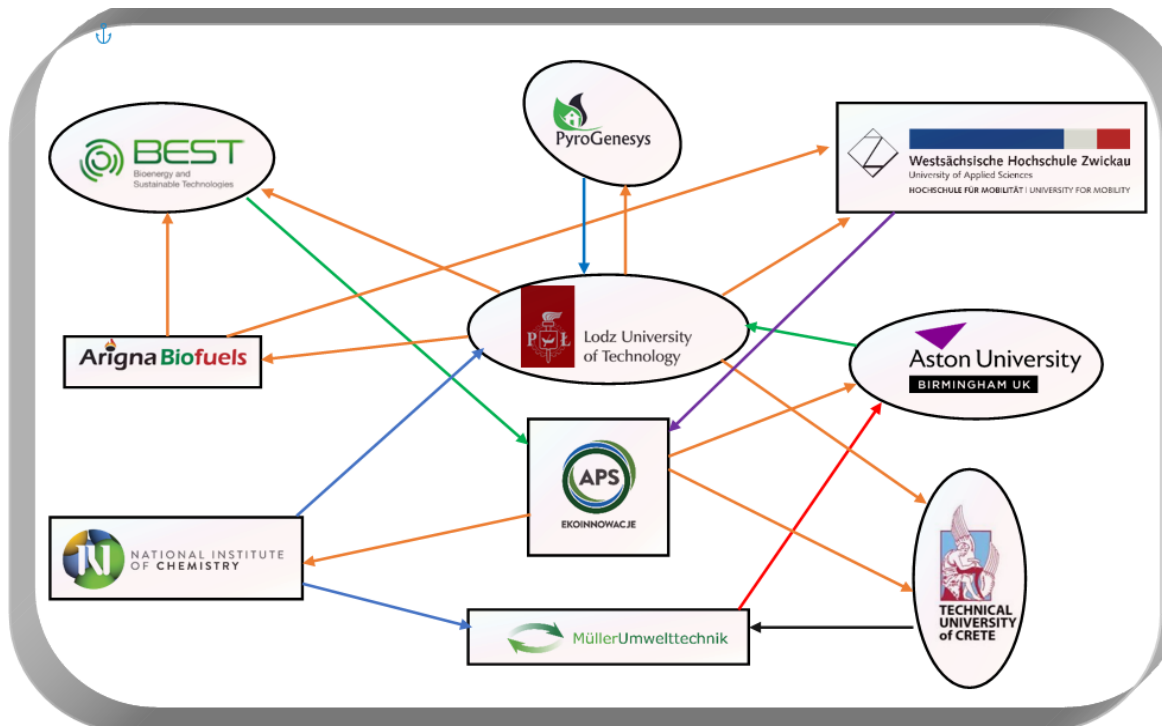 BEST
Bioenergy and
Sustainable Technologies
PyroGenesys
Westsächsische Hochschule Zwickau
University of Applied Sciences
HOCHSCHULE FÜR MOBILITÄT | UNIVERSITY FOR MOBILITY
Arigna Biofuels
P Ł
Lodz University
of Technology
Aston University
BIRMINGHAM UK
APS
EKOINNOWACJE
NATIONAL INSTITUTE
OF CHEMISTRY
MüllerUmwelttechnik
TECHNICAL
UNIVERSITY
of CRETE